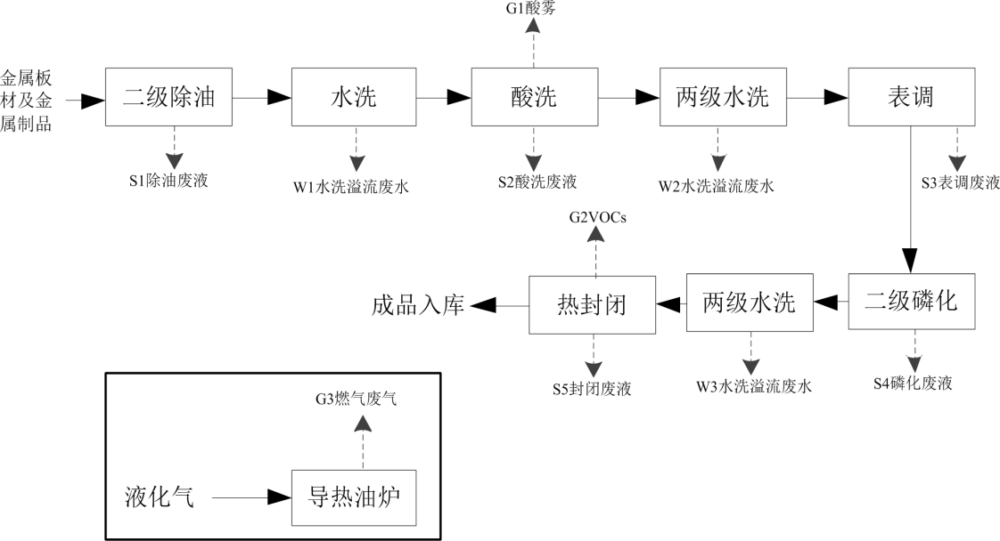 G1酸雾
金属板
材及金
属制品
二级除油
水洗
酸洗
两级水洗
表调
S1除油废液
W1水洗溢流废水
S2酸洗废液
W2水洗溢流废水
S3表调废液
G2VOCs
成品入库
热封闭
两级水洗
二级磷化
S5封闭废液
W3水洗溢流废水
S4磷化废液
G3燃气废气
液化气
导热油炉